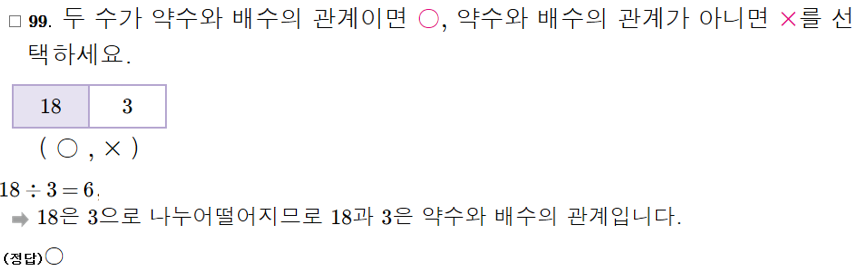 □ 99. 두 수가 약수와 배수의 관계이면 ○, 약수와 배수의 관계가 아니면 ×를 선
택하세요.
18 3
( ○ , × )
18 ÷ 3 = 6,
➡ 18은 3으로 나누어떨어지므로 18과 3은 약수와 배수의 관계입니다.
(정답)○